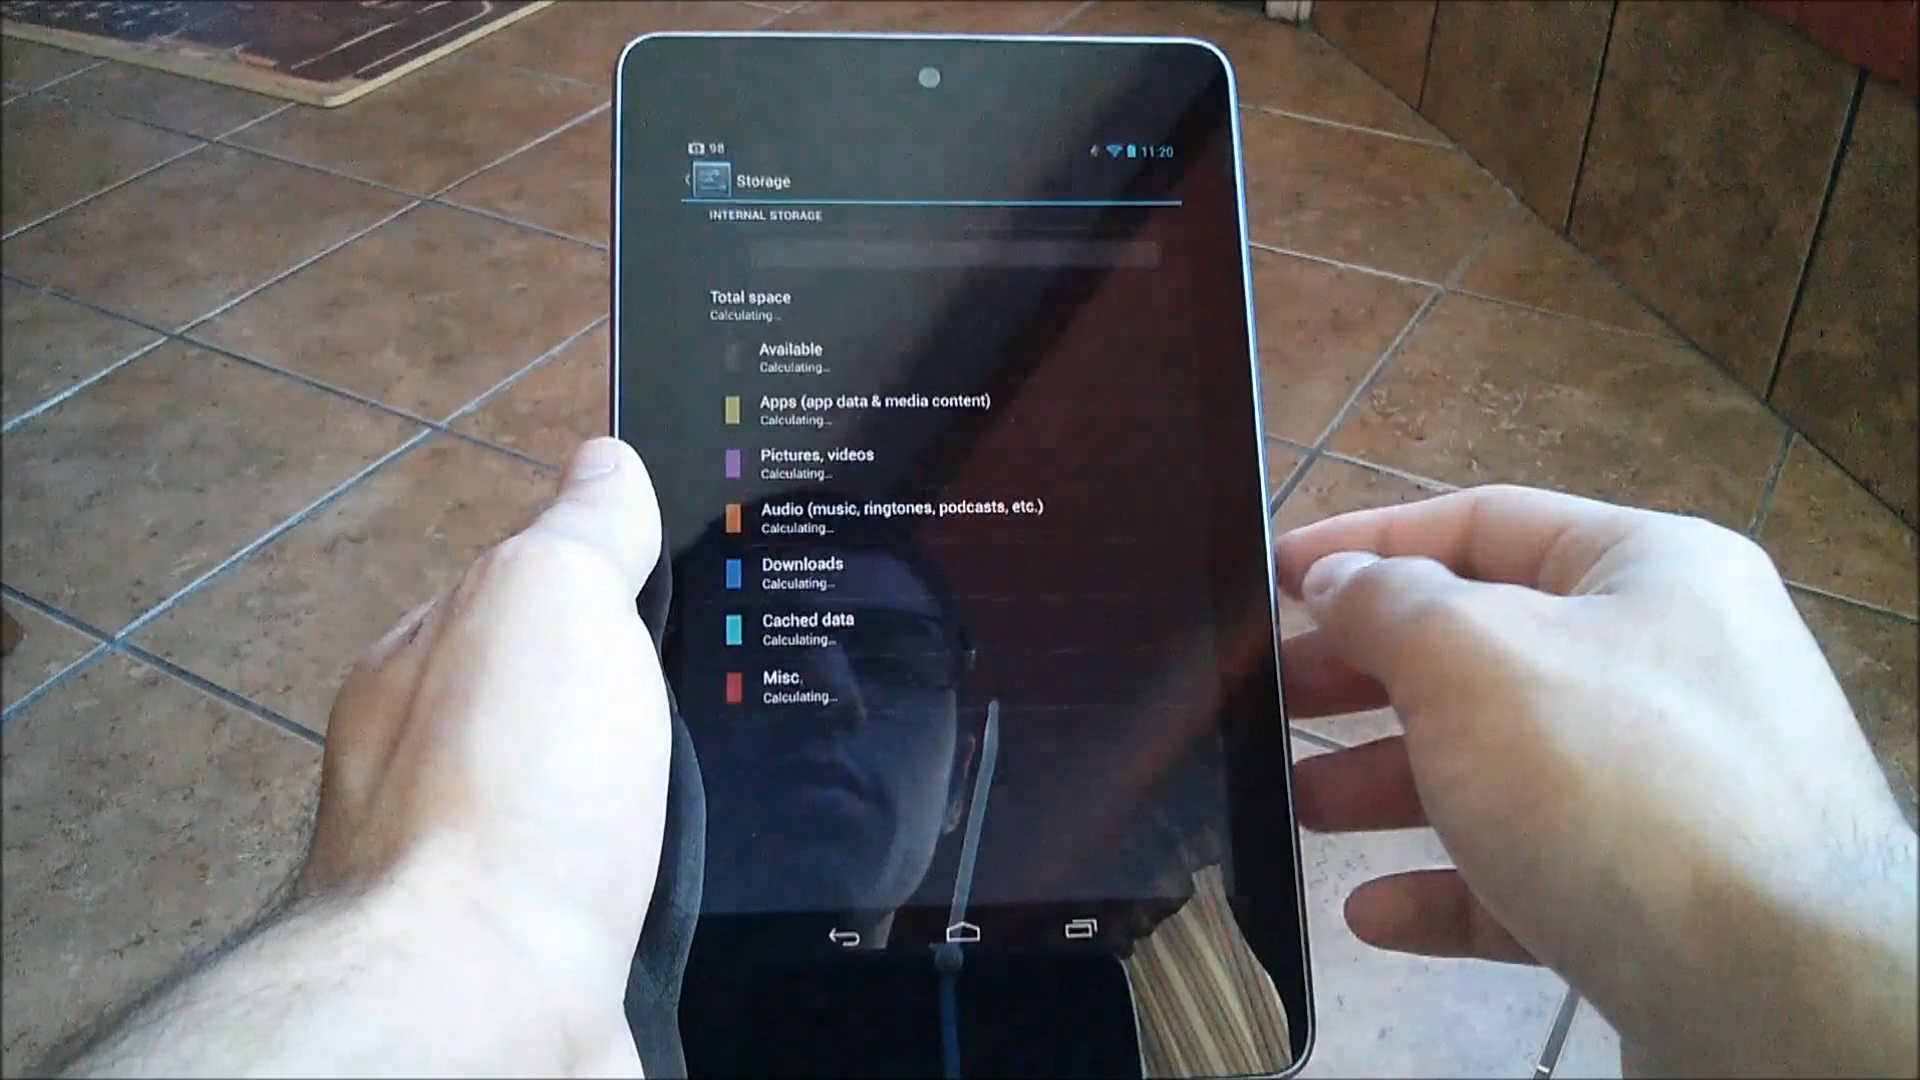 98
11:20
Storage
INTERNAL STORAGE
Total space
Calculating...
Available
Calculating...
Apps (app data & media content)
Calculating...
Pictures, videos
Calculating...
Audio (music, ringtones, podcasts, etc.)
Calculating...
Downloads
Calculating...
Cached data
Calculating...
Misc.
Calculating...